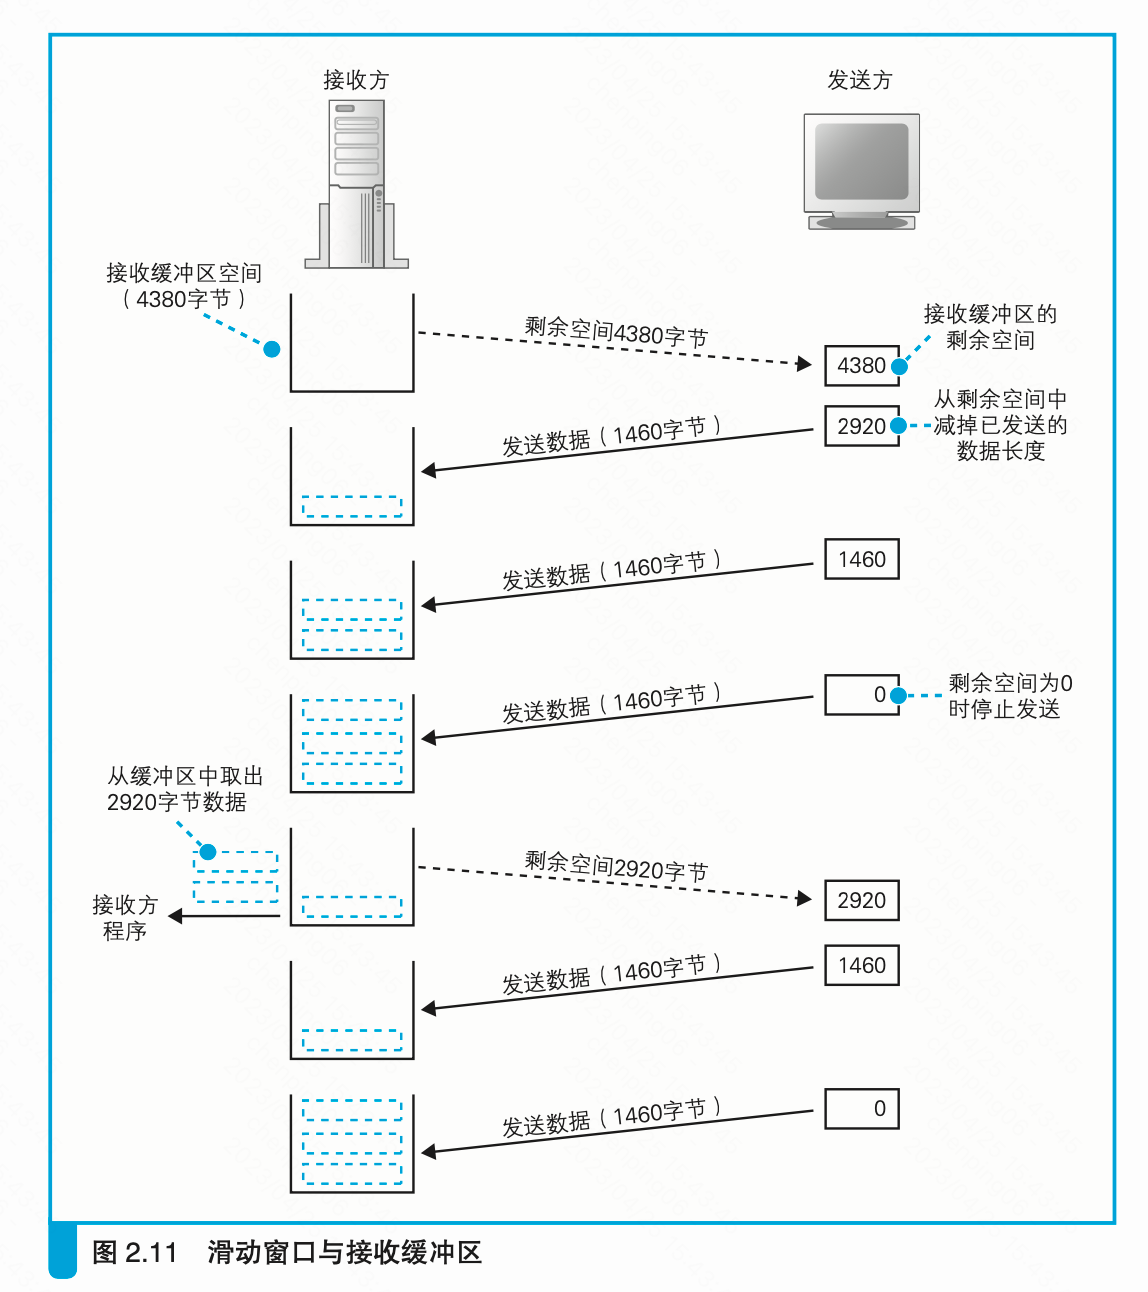 接收方
发送方
接收缓冲区空间
（4380字节）
剩余空间4380字节
接收缓冲区的
剩余空间
4380
从剩余空间中
减掉已发送的
数据长度
2920
发送数据（1460字节）
1460
发送数据（1460字节）
0
剩余空间为0
时停止发送
发送数据（1460字节）
从缓冲区中取出
2920字节数据
剩余空间2920字节
2920
接收方
程序
1460
发送数据（1460字节）
0
发送数据（1460字节）
图 2.11 滑动窗口与接收缓冲区